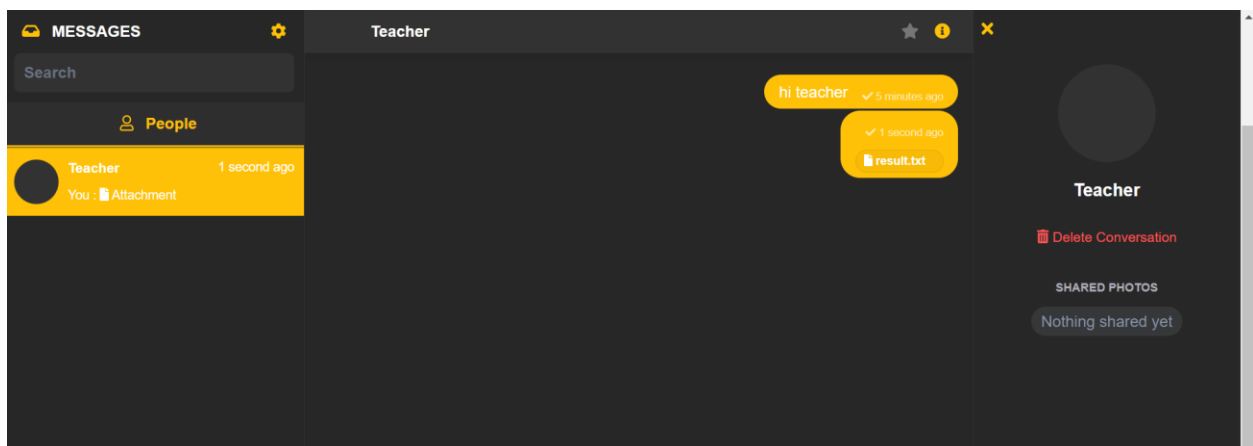 MESSAGES
Search
People
Teacher
1 second ago
You : Attachment
Teacher
hi teacher
5 minutes ago
1 second ago
result.txt
Teacher
Delete Conversation
SHARED PHOTOS
Nothing shared yet